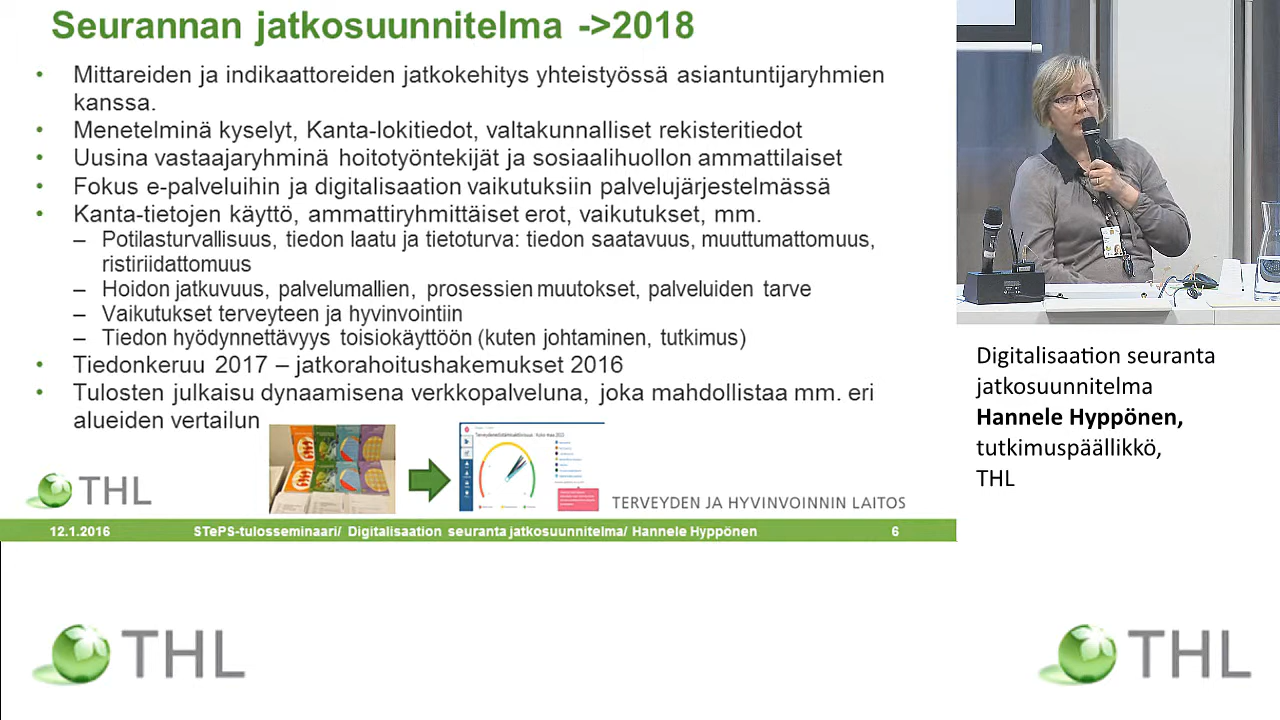 Seurannan jatkosuunnitelma ->2018
• Mittareiden ja indikaattoreiden jatkokehitys yhteistyössä asiantuntijaryhmien
kanssa.
• Menetelminä kyselyt, Kanta-lokitiedot, valtakunnalliset rekisteritiedot
• Uusina vastaajaryhminä hoitotyöntekijät ja sosiaalihuollon ammattilaiset
• Fokus e-palveluihin ja digitalisaation vaikutuksiin palvelujärjestelmässä
• Kanta-tietojen käyttö, ammattiryhmittäiset erot, vaikutukset, mm.
– Potilasturvallisuus, tiedon laatu ja tietoturva: tiedon saatavuus, muuttumattomuus,
ristiriidattomuus
– Hoidon jatkuvuus, palvelumallien, prosessien muutokset, palveluiden tarve
– Vaikutukset terveyteen ja hyvinvointiin
– Tiedon hyödynnettävyys toisiokäyttöön (kuten johtaminen, tutkimus)
• Tiedonkeruu 2017 – jatkorahoitushakemukset 2016
• Tulosten julkaisu dynaamisena verkkopalveluna, joka mahdollistaa mm. eri
alueiden vertailun
THL
TERVEYDEN JA HYVINVOINNIN LAITOS
12.1.2016 STePS-tulosseminaari/ Digitalisaation seuranta jatkosuunnitelma/ Hannele Hyppönen 6
Digitalisaation seuranta
jatkosuunnitelma
Hannele Hyppönen,
tutkimuspäällikkö,
THL
THL
THL